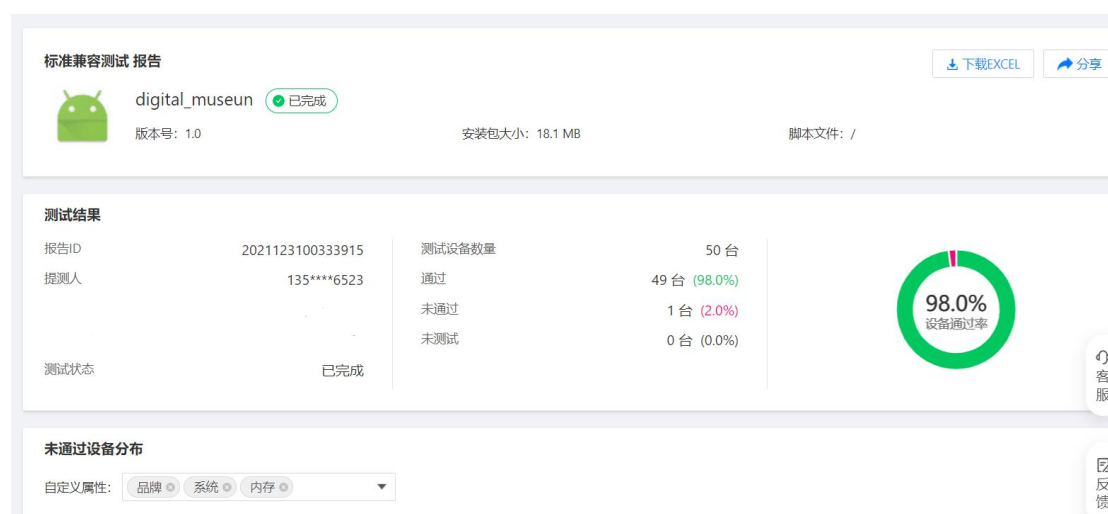 标准兼容测试 报告
下载EXCEL
分享
digital_museun
已完成
版本号：1.0
安装包大小：18.1 MB
脚本文件：/
测试结果
报告ID 2021123100333915
提测人 135****6523
测试状态 已完成
测试设备数量 50 台
通过 49 台 (98.0%)
未通过 1 台 (2.0%)
未测试 0 台 (0.0%)
98.0%
设备通过率
客
服
未通过设备分布
自定义属性： 品牌 系统 内存
反
馈